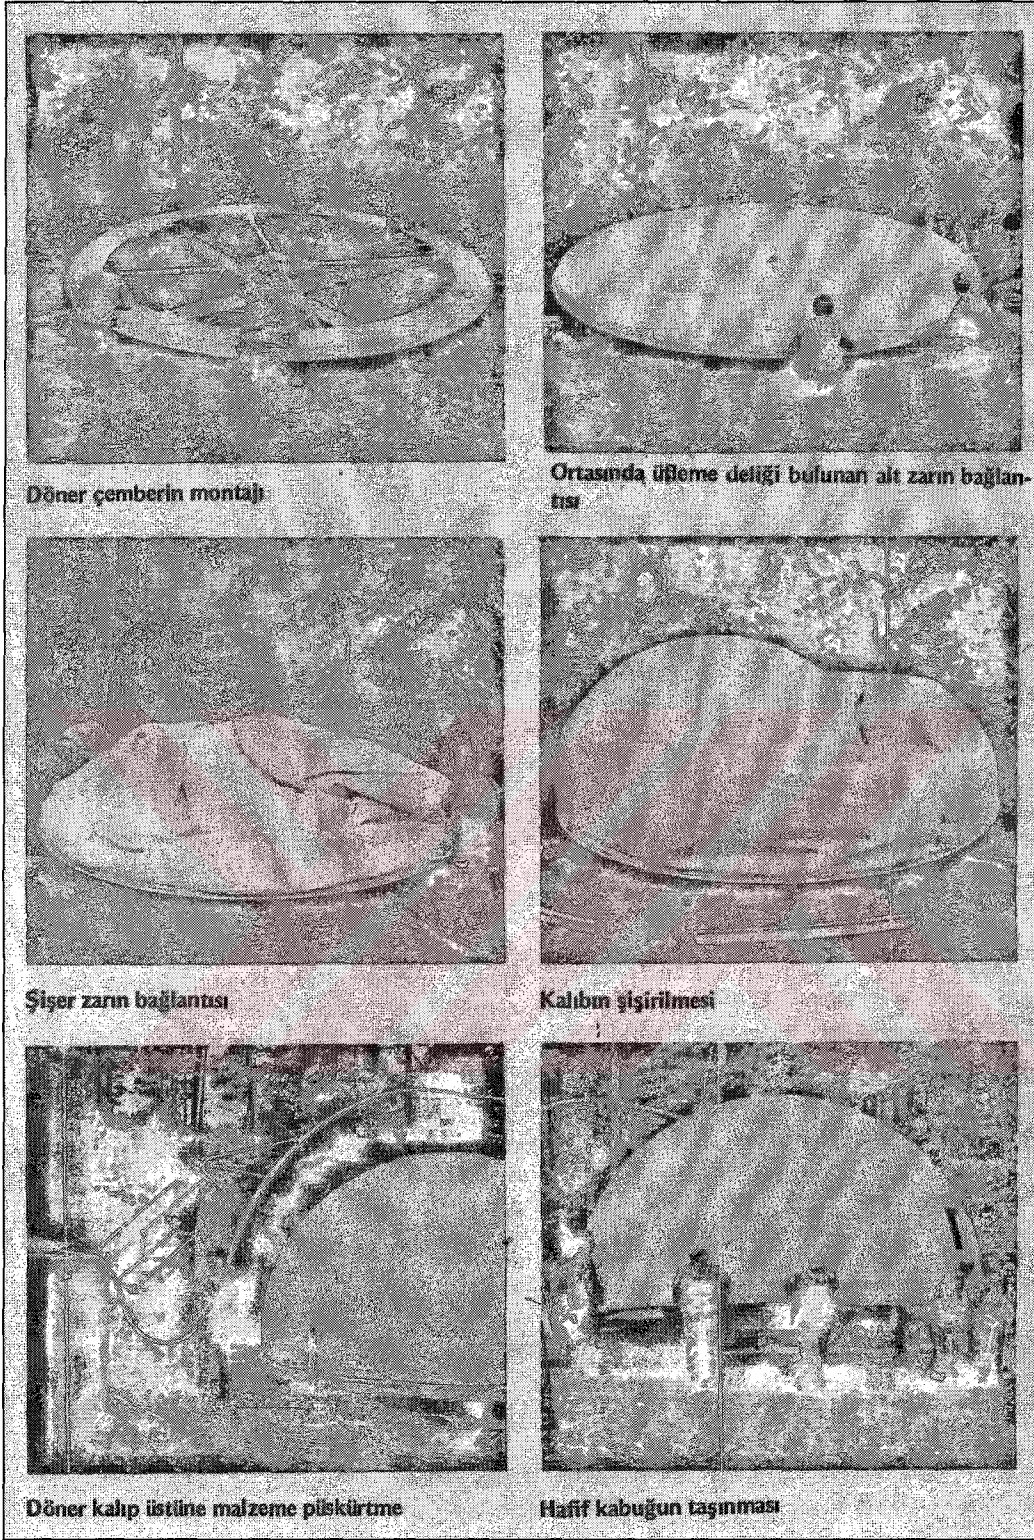 Döner çemberin montajı
Ortasında üfleme deliği bulunan alt zarın bağlan-
tısı
Şişer zarın bağlantısı
Kalıbın şişirilmesi
Döner kalıp üstüne malzeme püskürtme
Hafif kabuğun taşınması